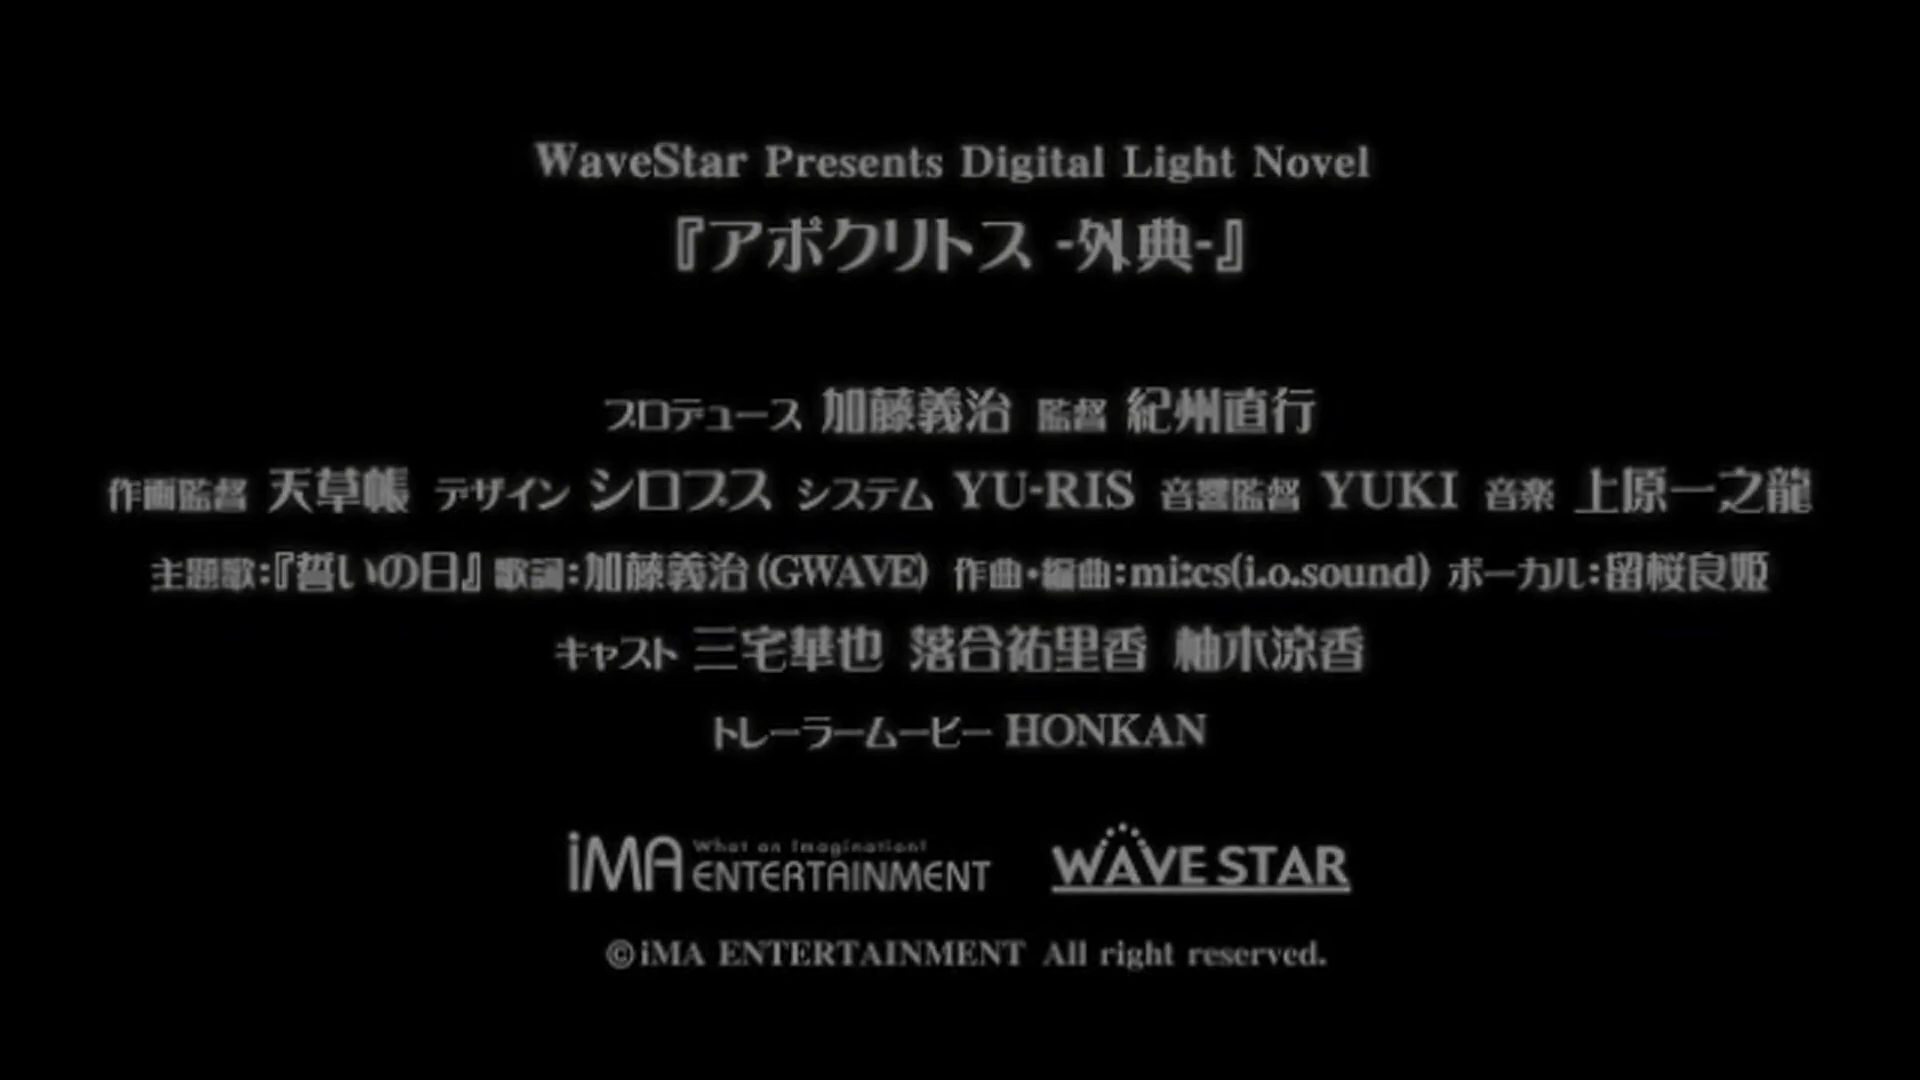 WaveStar Presents Digital Light Novel
『アポクリトス -外典-』
プロデュース 加藤義治 監督 紀州直行
作画監督 天草帳 デザイン シロプス システム YU-RIS 音響監督 YUKI 音楽 上原一之龍
主題歌:『誓いの日』 歌詞:加藤義治(GWAVE) 作曲・編曲:mi:cs(i.o.sound) ボーカル:留桜良姫
キャスト 三宅華也 落合祐里香 柚木涼香
トレーラームービー HONKAN
iMA What an Imagination! ENTERTAINMENT WAVE STAR
©iMA ENTERTAINMENT All right reserved.